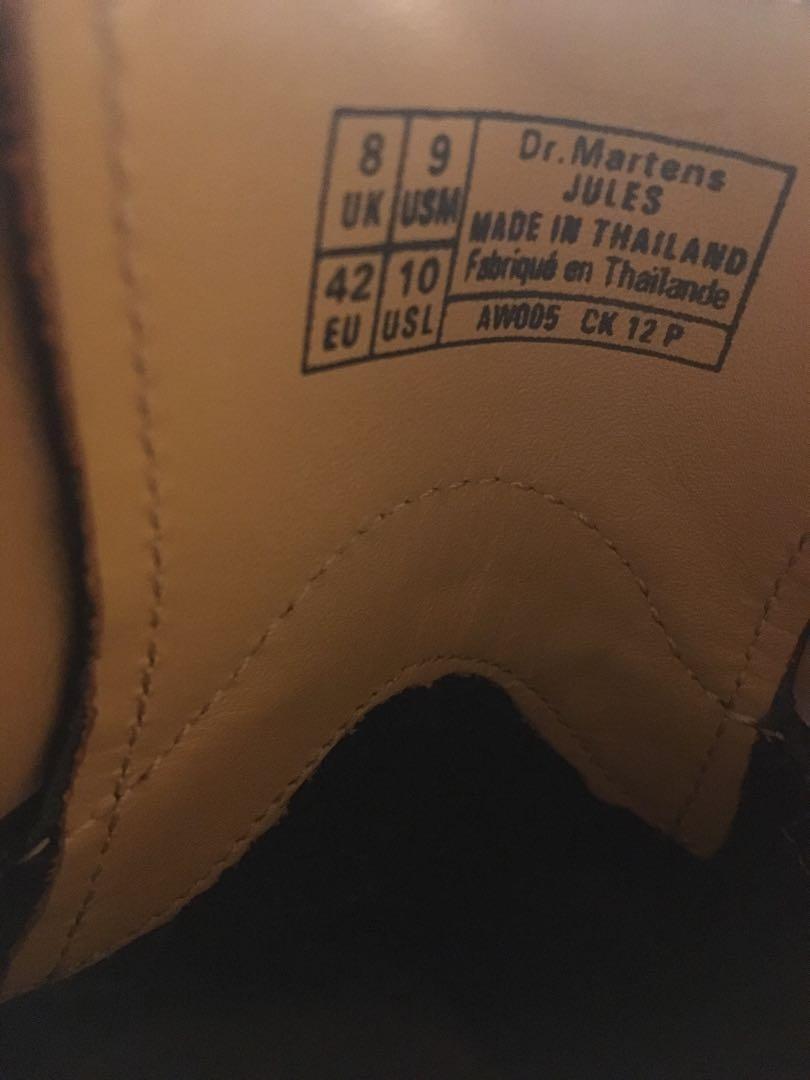 8 UK
9 USM
42 EU
10 USL
Dr. Martens
JULES
MADE IN THAILAND
Fabriqué en Thaïlande
AW005 CK 12 P